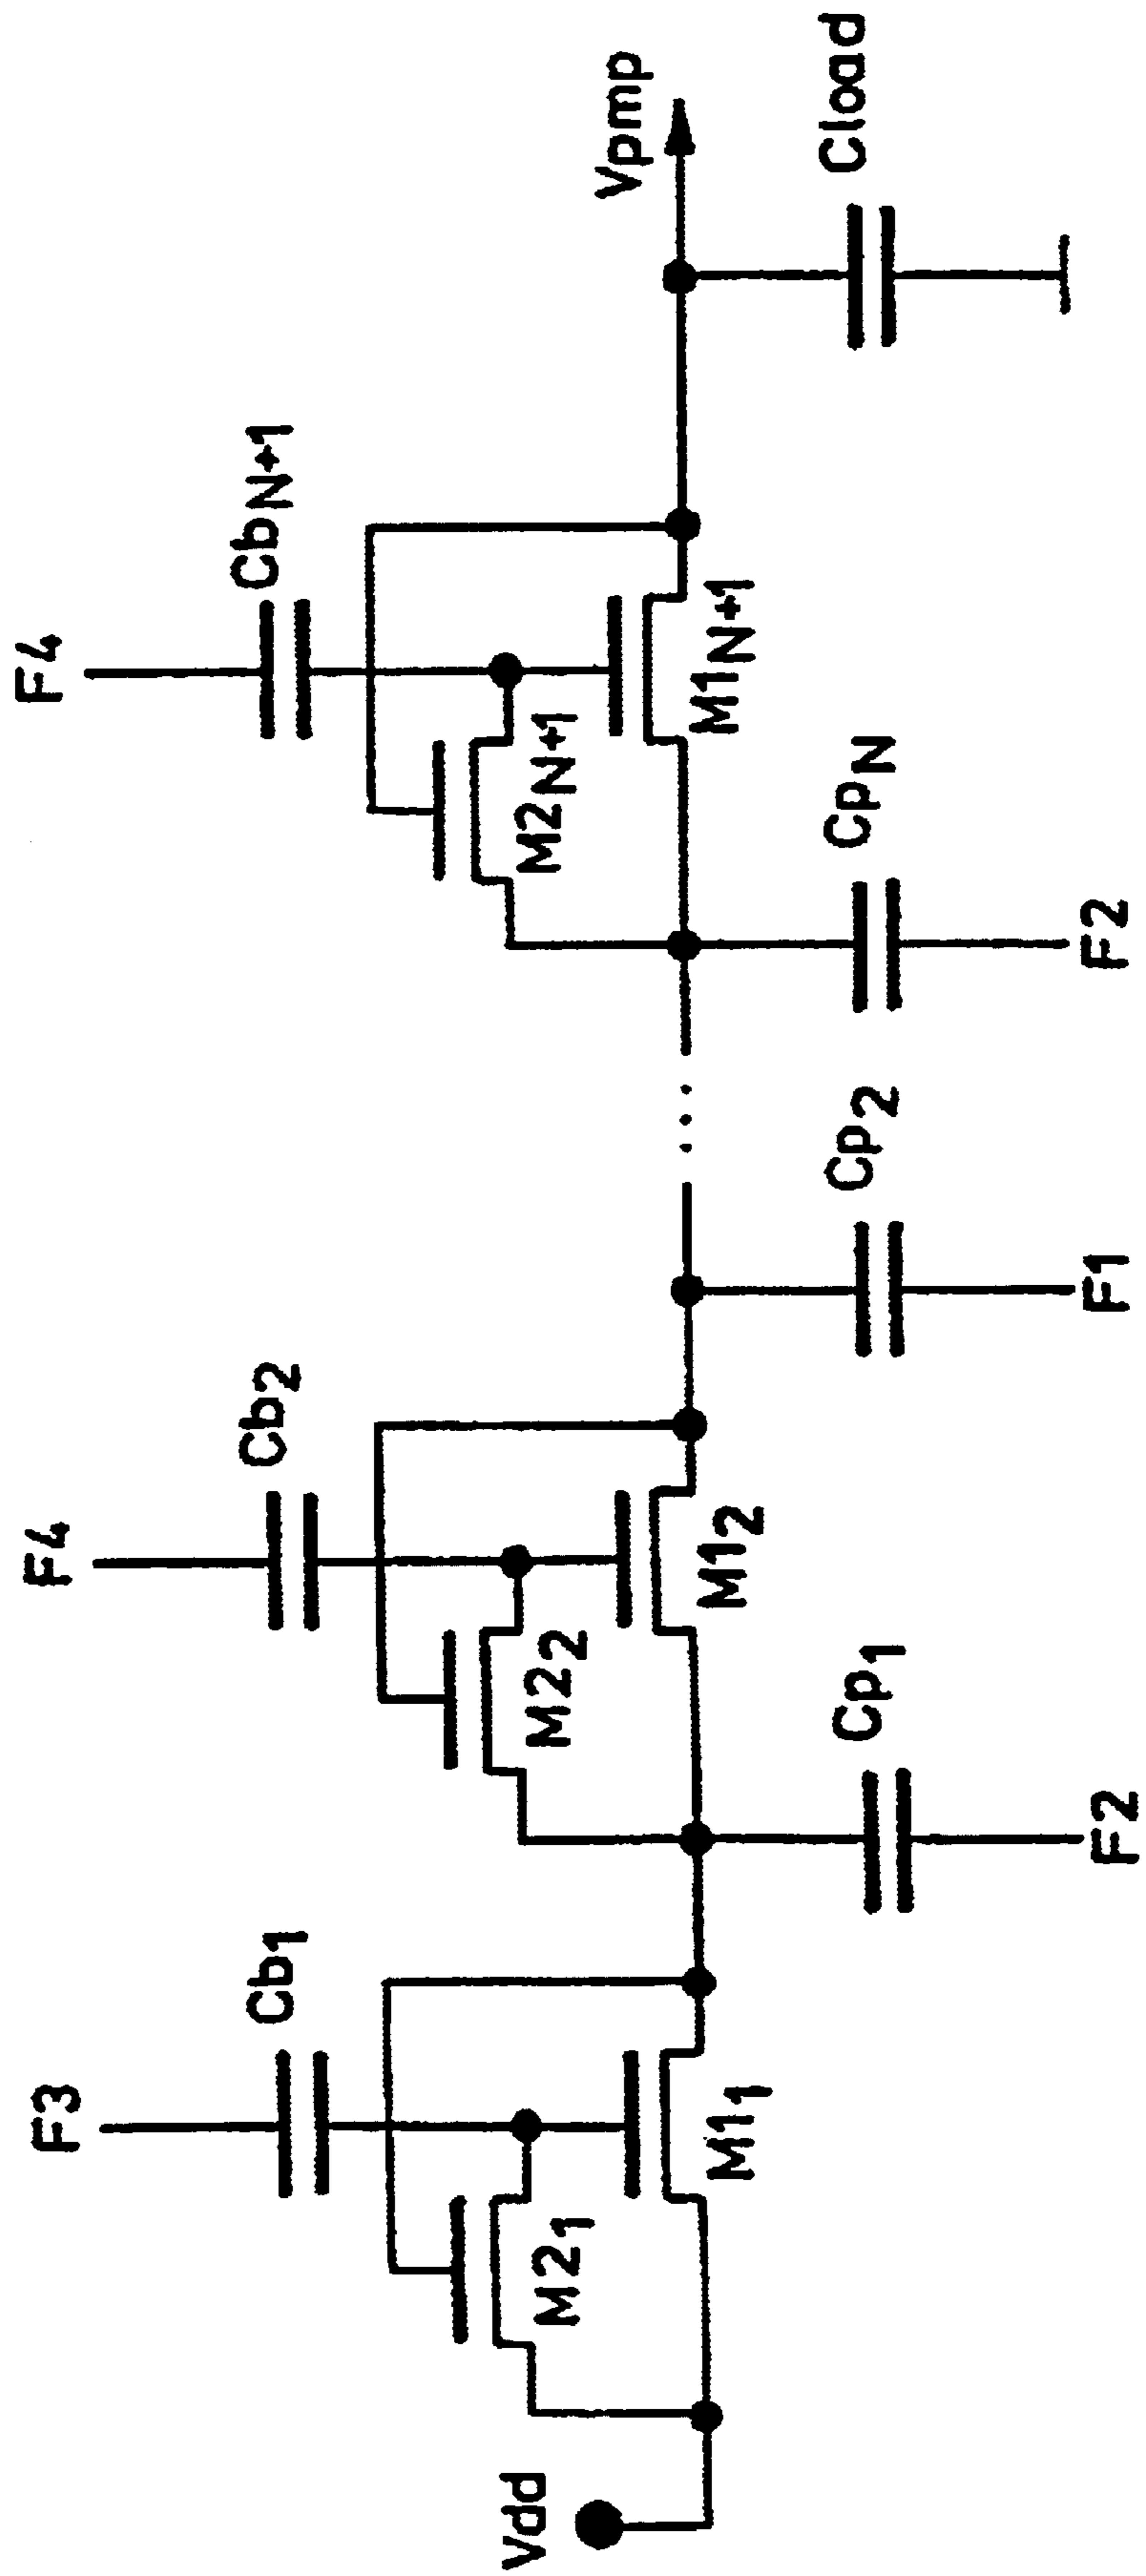 F3
F4
F4
Cb1
Cb2
CbN+1
Vdd
M21
M11
M22
M12
M2N+1
M1N+1
Vpmp
Cp1
Cp2
CpN
Cload
F2
F1
F2